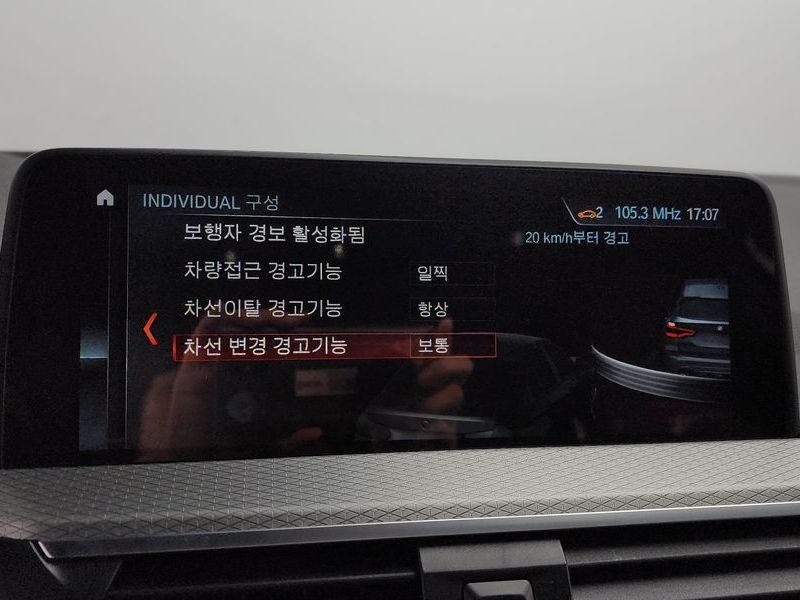 INDIVIDUAL 구성
2 105.3 MHz 17:07
보행자 경보 활성화됨
20 km/h부터 경고
차량접근 경고기능 일찍
차선이탈 경고기능 항상
차선 변경 경고기능 보통